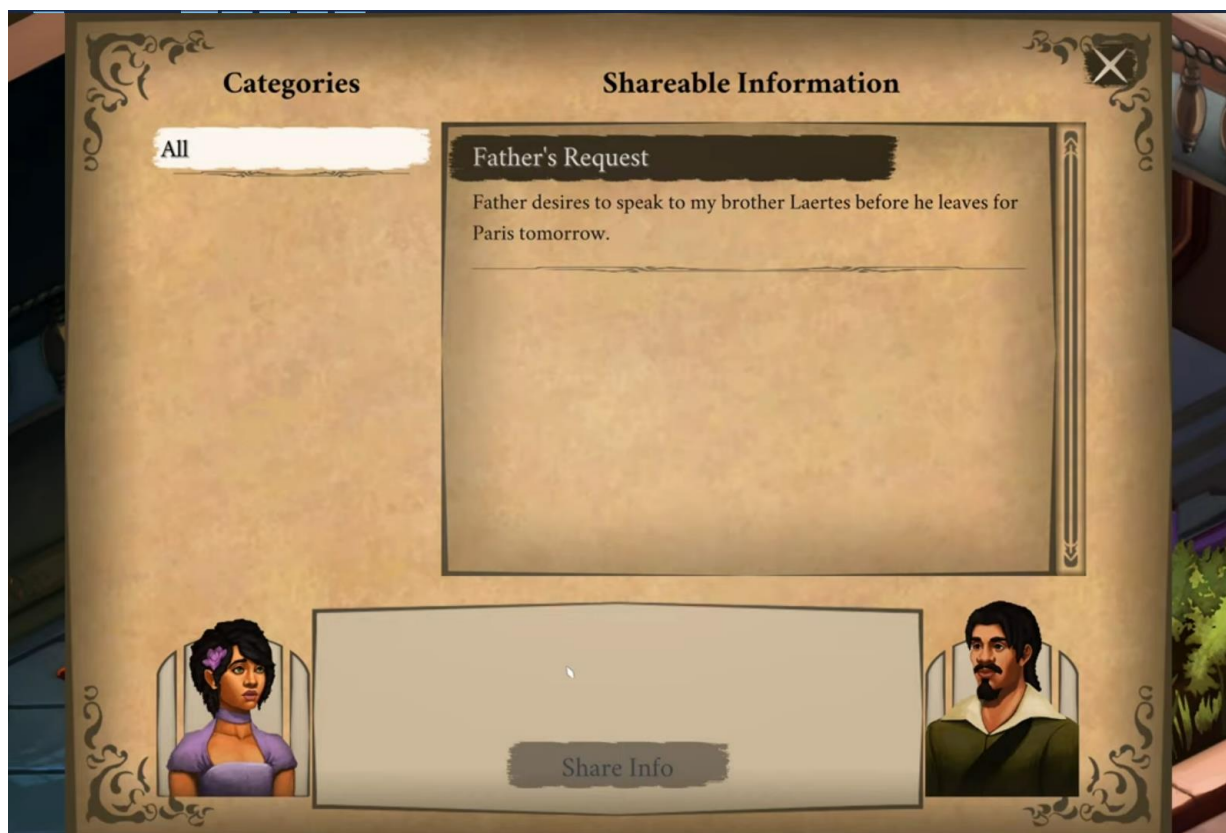 Categories
Shareable Information
All
Father's Request
Father desires to speak to my brother Laertes before he leaves for
Paris tomorrow.
Share Info